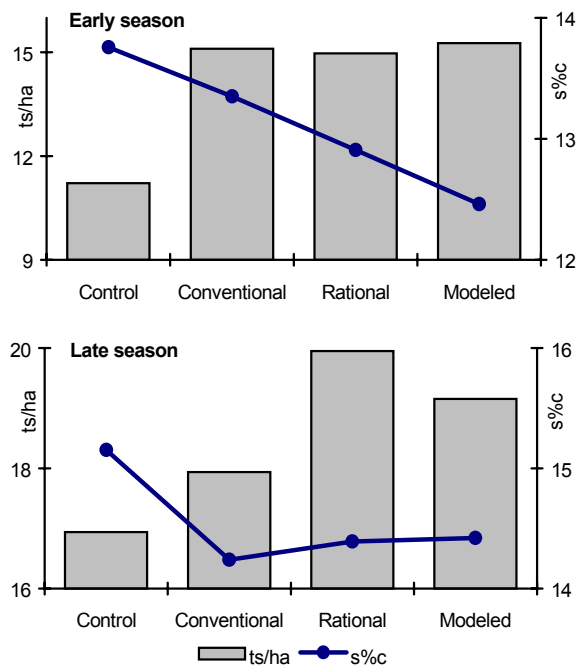 Early season
15
12
9
ts/ha
14
13
12
s%c
Control Conventional Rational Modeled
Late season
20
18
16
ts/ha
16
15
14
s%c
Control Conventional Rational Modeled
ts/ha s%c